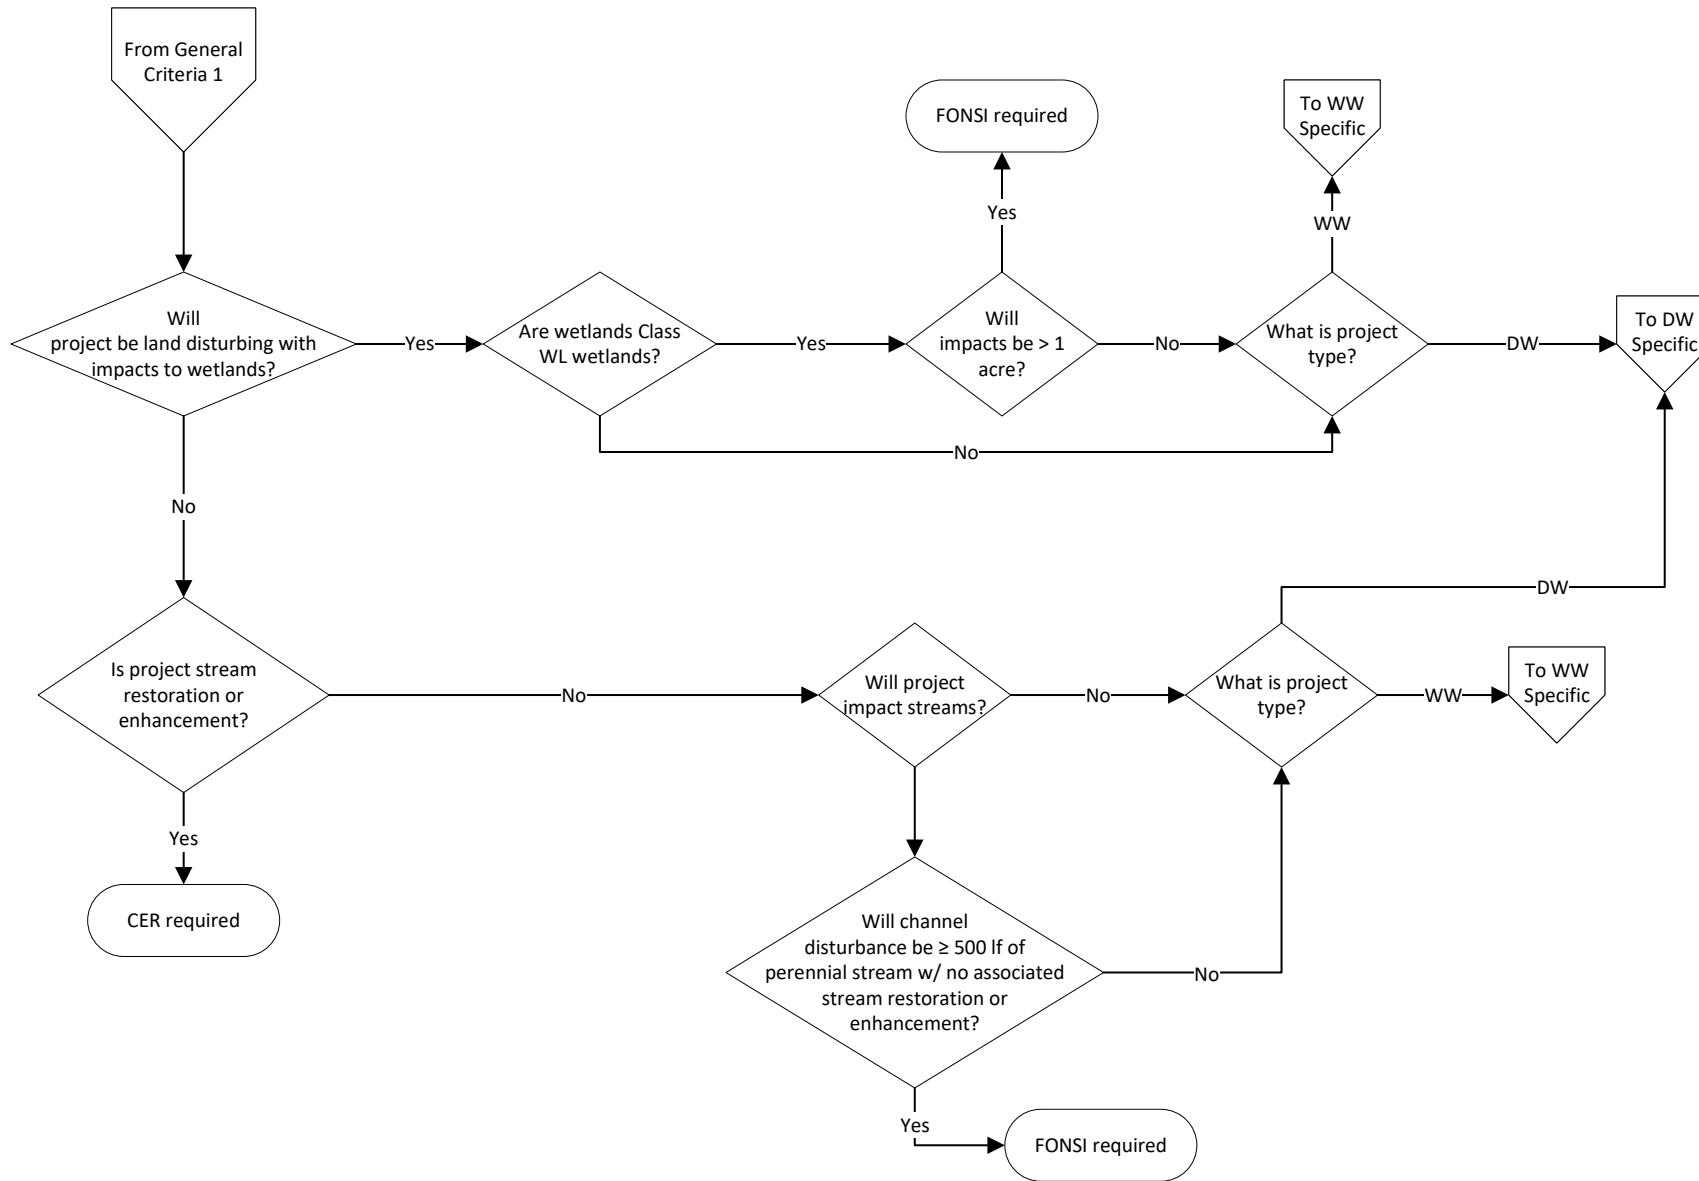 From General
Criteria 1
FONSI required
To WW
Specific
Yes
WW
Will
project be land disturbing with
impacts to wetlands?
Yes
Are wetlands Class
WL wetlands?
Yes
Will
impacts be > 1
acre?
No
What is project
type?
DW
To DW
Specific
No
No
DW
Is project stream
restoration or
enhancement?
No
Will project
impact streams?
No
What is project
type?
WW
To WW
Specific
Yes
CER required
Will channel
disturbance be ≥ 500 lf of
perennial stream w/ no associated
stream restoration or
enhancement?
No
Yes
FONSI required